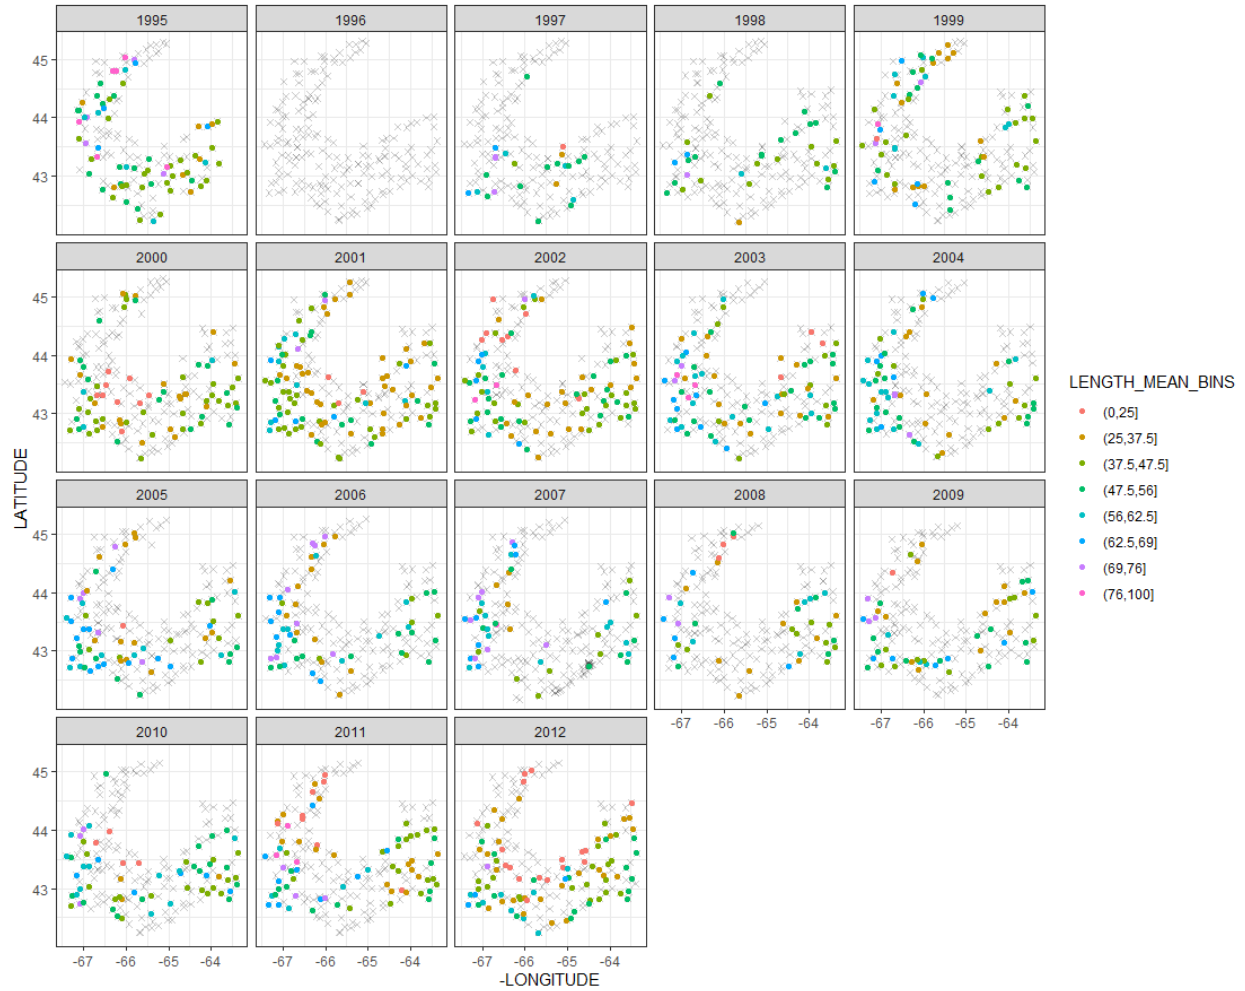 1995 1996 1997 1998 1999
45
44
43
2000 2001 2002 2003 2004
45
44
43
2005 2006 2007 2008 2009
45
44
43
-67 -66 -65 -64 -67 -66 -65 -64
2010 2011 2012
45
44
43
-67 -66 -65 -64 -67 -66 -65 -64 -67 -66 -65 -64
-LONGITUDE
LATITUDE
LENGTH_MEAN_BINS
(0,25]
(25,37.5]
(37.5,47.5]
(47.5,56]
(56,62.5]
(62.5,69]
(69,76]
(76,100]